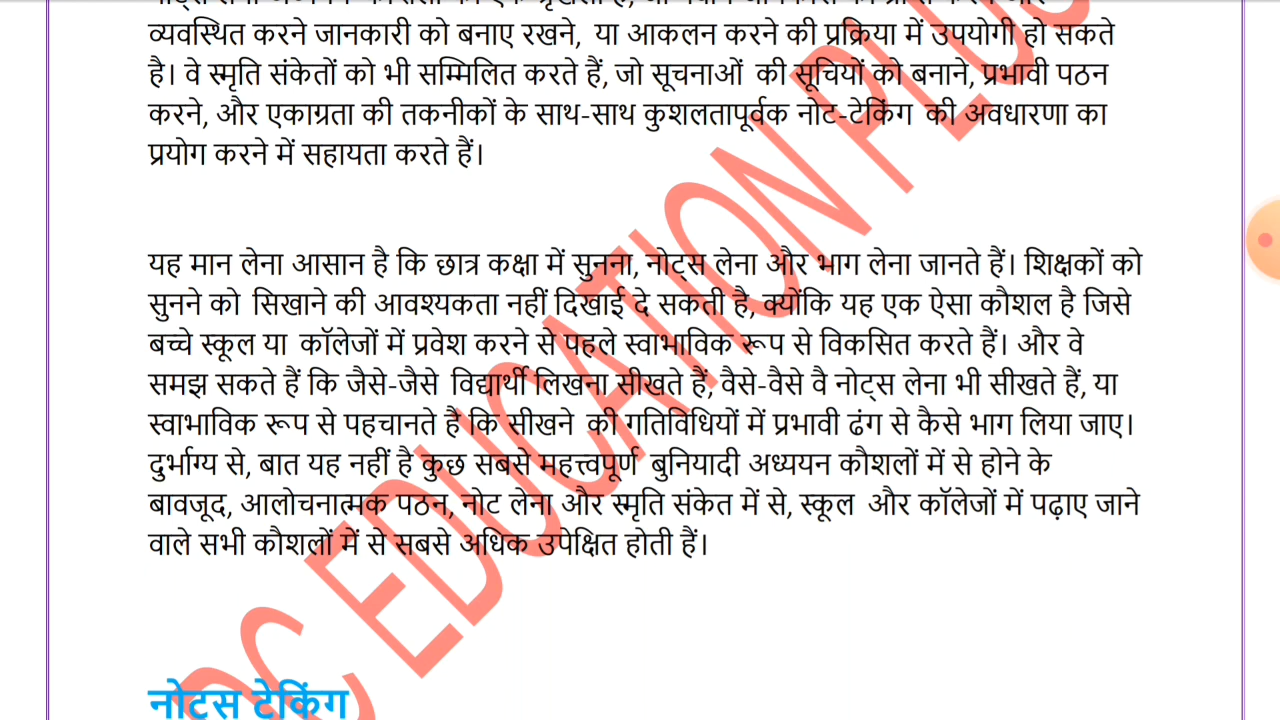 व्यवस्थित करने जानकारी को बनाए रखने, या आकलन करने की प्रक्रिया में उपयोगी हो सकते
है। वे स्मृति संकेतों को भी सम्मिलित करते हैं, जो सूचनाओं की सूचियों को बनाने, प्रभावी पठन
करने, और एकाग्रता की तकनीकों के साथ-साथ कुशलतापूर्वक नोट-टेकिंग की अवधारणा का
प्रयोग करने में सहायता करते हैं।
यह मान लेना आसान है कि छात्र कक्षा में सुनना, नोट्स लेना और भाग लेना जानते हैं। शिक्षकों को
सुनने को सिखाने की आवश्यकता नहीं दिखाई दे सकती है, क्योंकि यह एक ऐसा कौशल है जिसे
बच्चे स्कूल या कॉलेजों में प्रवेश करने से पहले स्वाभाविक रूप से विकसित करते हैं। और वे
समझ सकते हैं कि जैसे-जैसे विद्यार्थी लिखना सीखते हैं, वैसे-वैसे वै नोट्स लेना भी सीखते हैं, या
स्वाभाविक रूप से पहचानते हैं कि सीखने की गतिविधियों में प्रभावी ढंग से कैसे भाग लिया जाए।
दुर्भाग्य से, बात यह नहीं है कुछ सबसे महत्त्वपूर्ण बुनियादी अध्ययन कौशलों में से होने के
बावजूद, आलोचनात्मक पठन, नोट लेना और स्मृति संकेत में से, स्कूल और कॉलेजों में पढ़ाए जाने
वाले सभी कौशलों में से सबसे अधिक उपेक्षित होती हैं।
नोट्स टेकिंग
EDUCATION PLUS